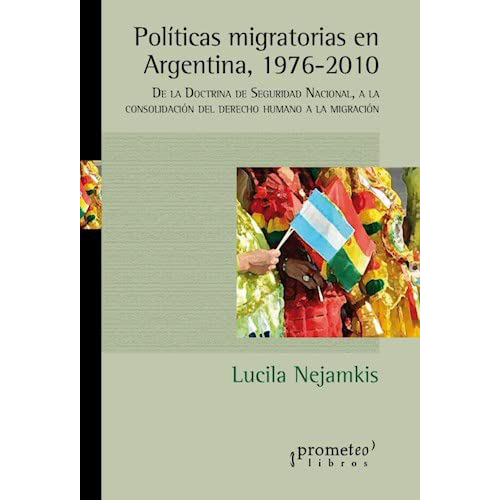 Políticas migratorias en
Argentina, 1976-2010
De la Doctrina de Seguridad Nacional, a la
consolidación del derecho humano a la migración
Lucila Nejamkis
prometeo
libros